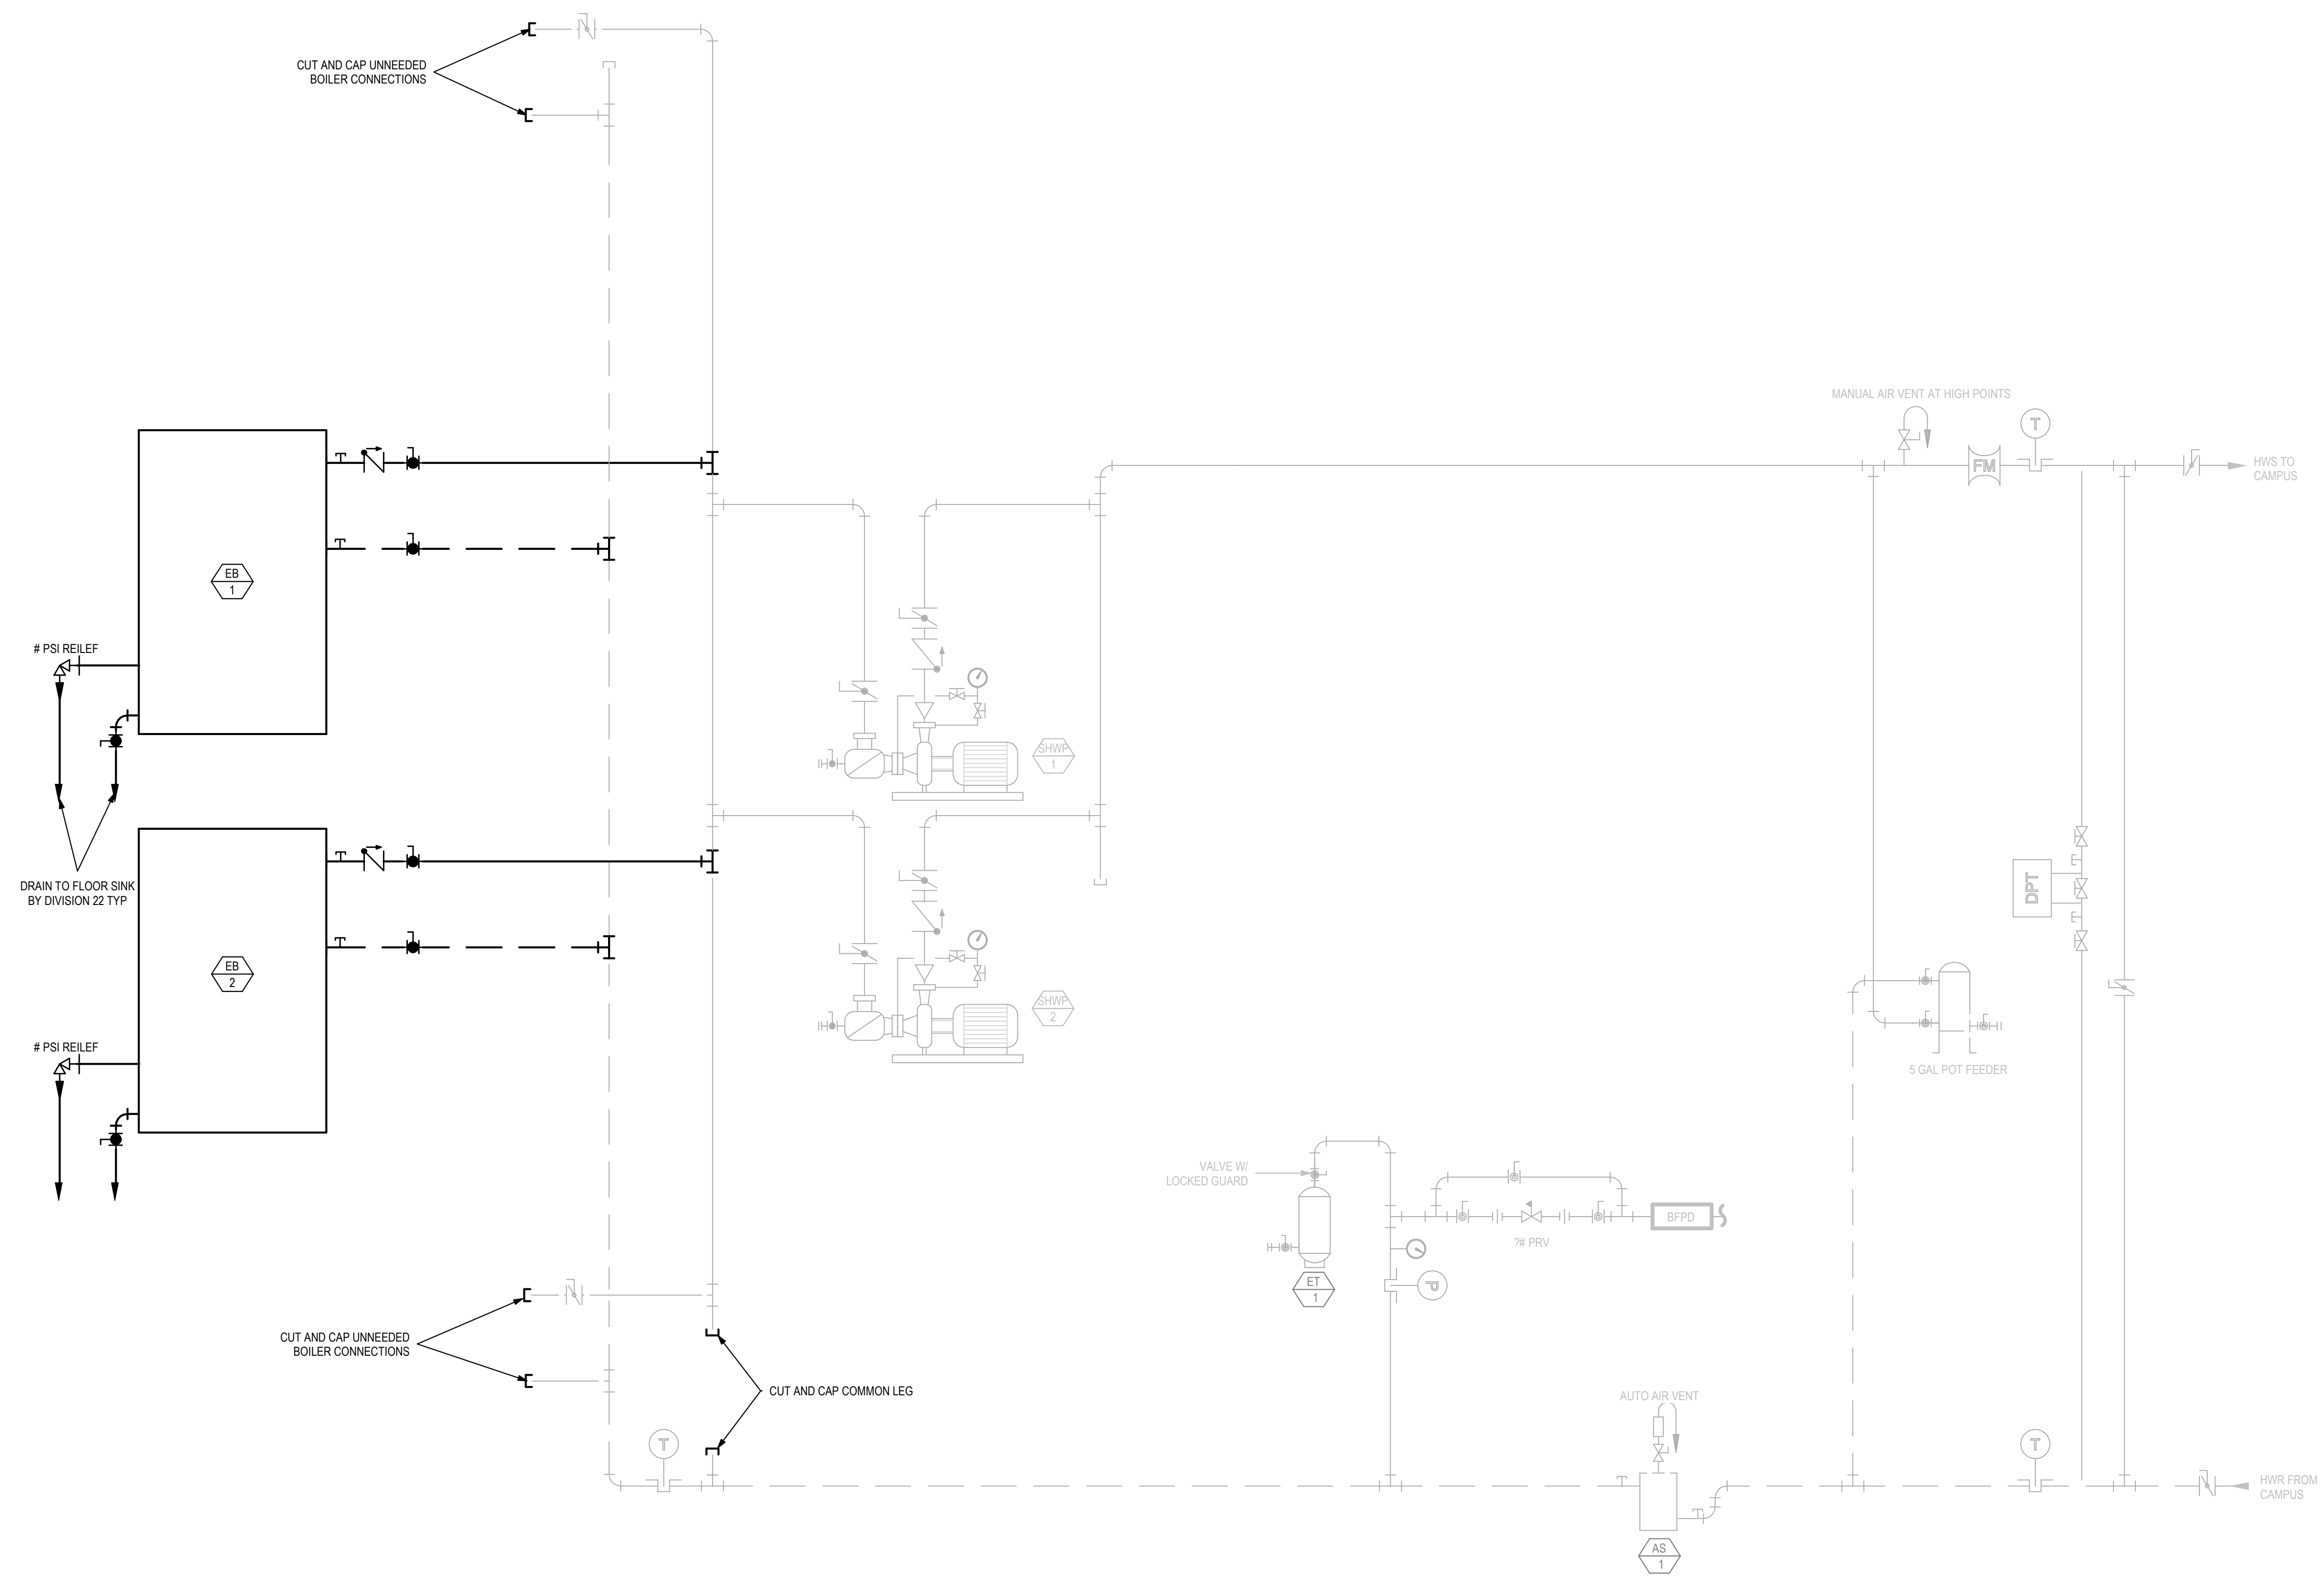 CUT AND CAP UNNEEDED
BOILER CONNECTIONS
MANUAL AIR VENT AT HIGH POINTS
T
FM
HWS TO
CAMPUS
EB
1
# PSI REILEF
SHWP
1
DRAIN TO FLOOR SINK
BY DIVISION 22 TYP
DPT
EB
2
SHWP
2
# PSI REILEF
5 GAL POT FEEDER
VALVE W/
LOCKED GUARD
BFPD
?# PRV
ET
1
P
CUT AND CAP UNNEEDED
BOILER CONNECTIONS
CUT AND CAP COMMON LEG
AUTO AIR VENT
T
T
HWR FROM
CAMPUS
AS
1